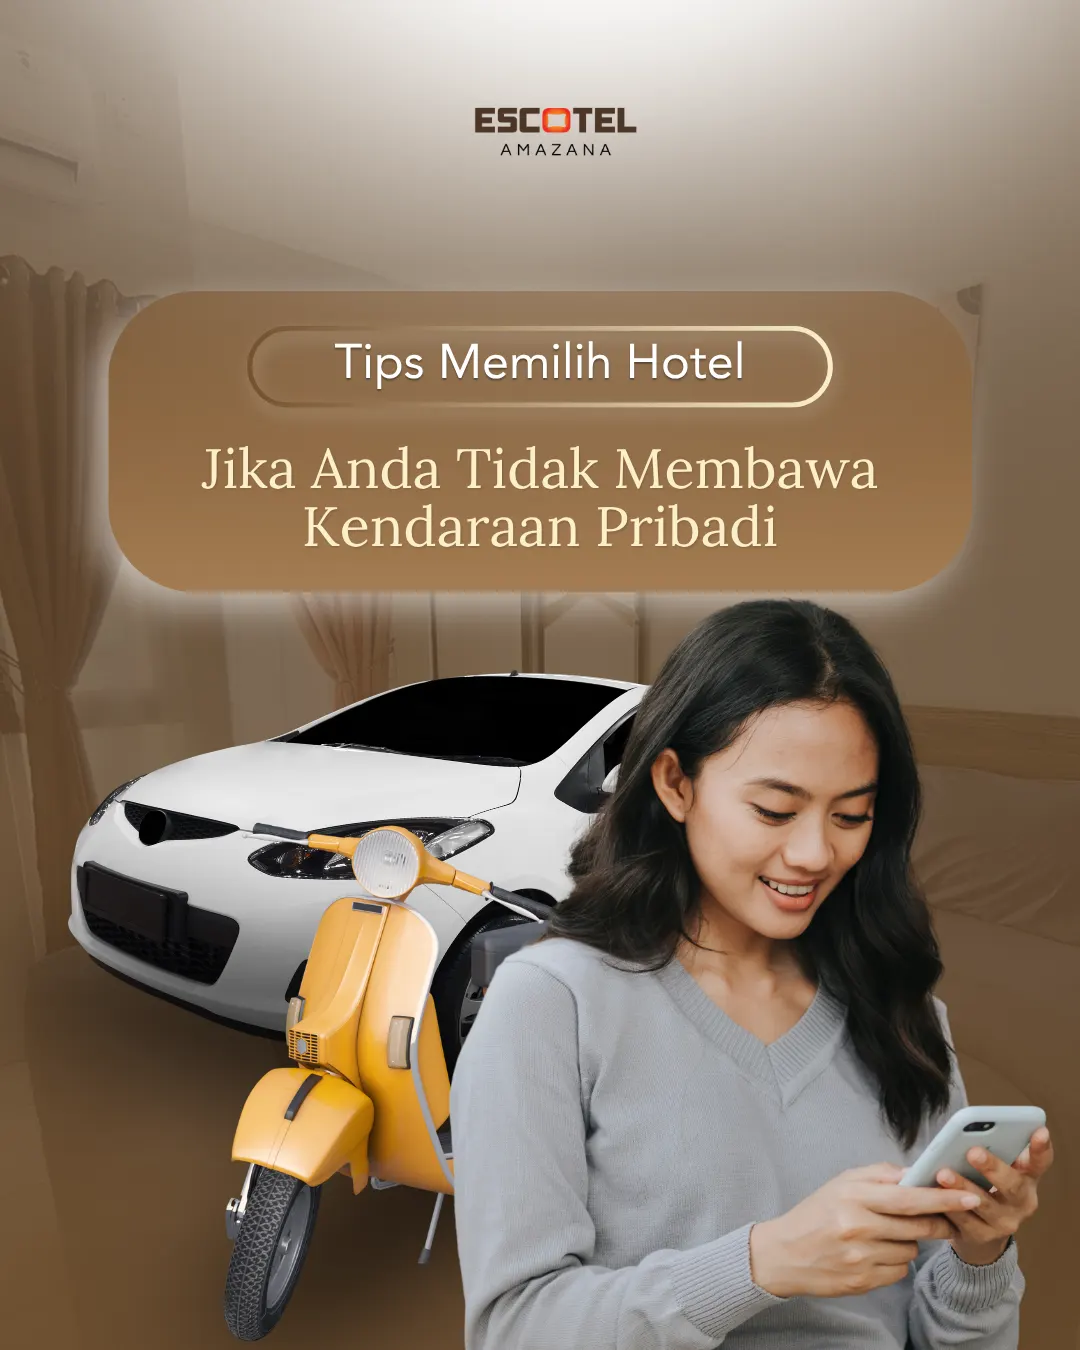 ESCOTEL
AMAZANA
Tips Memilih Hotel
Jika Anda Tidak Membawa
Kendaraan Pribadi